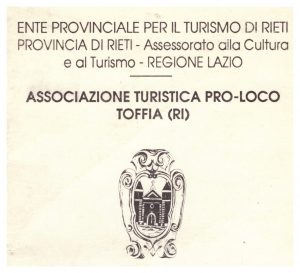 ENTE PROVINCIALE PER IL TURISMO DI RIETI
PROVINCIA DI RIETI - Assessorato alla Cultura
e al Turismo - REGIONE LAZIO
ASSOCIAZIONE TURISTICA PRO-LOCO
TOFFIA (RI)